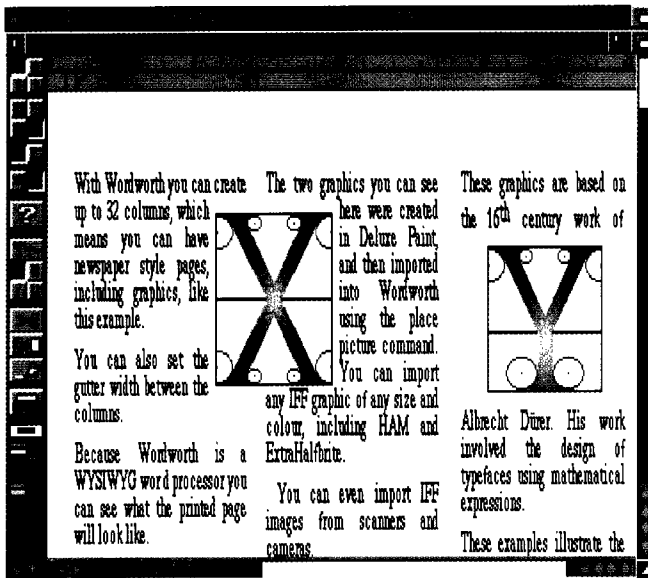 With Wordworth you can create
up to 32 columns, which
means you can have
newspaper style pages,
including graphics, like
this example.
You can also set the
gutter width between the
columns.
Because Wordworth is a
WYSIWYG word processor you
can see what the printed page
will look like.
The two graphics you can see
here were created
in Deluxe Paint,
and then imported
into Wordworth
using the place
picture command.
You can import
any IFF graphic of any size and
colour, including HAM and
ExtraHalfbrite.
You can even import IFF
images from scanners and
cameras.
These graphics are based on
the 16th century work of
Albrecht Dürer. His work
involved the design of
typefaces using mathematical
expressions.
These examples illustrate the